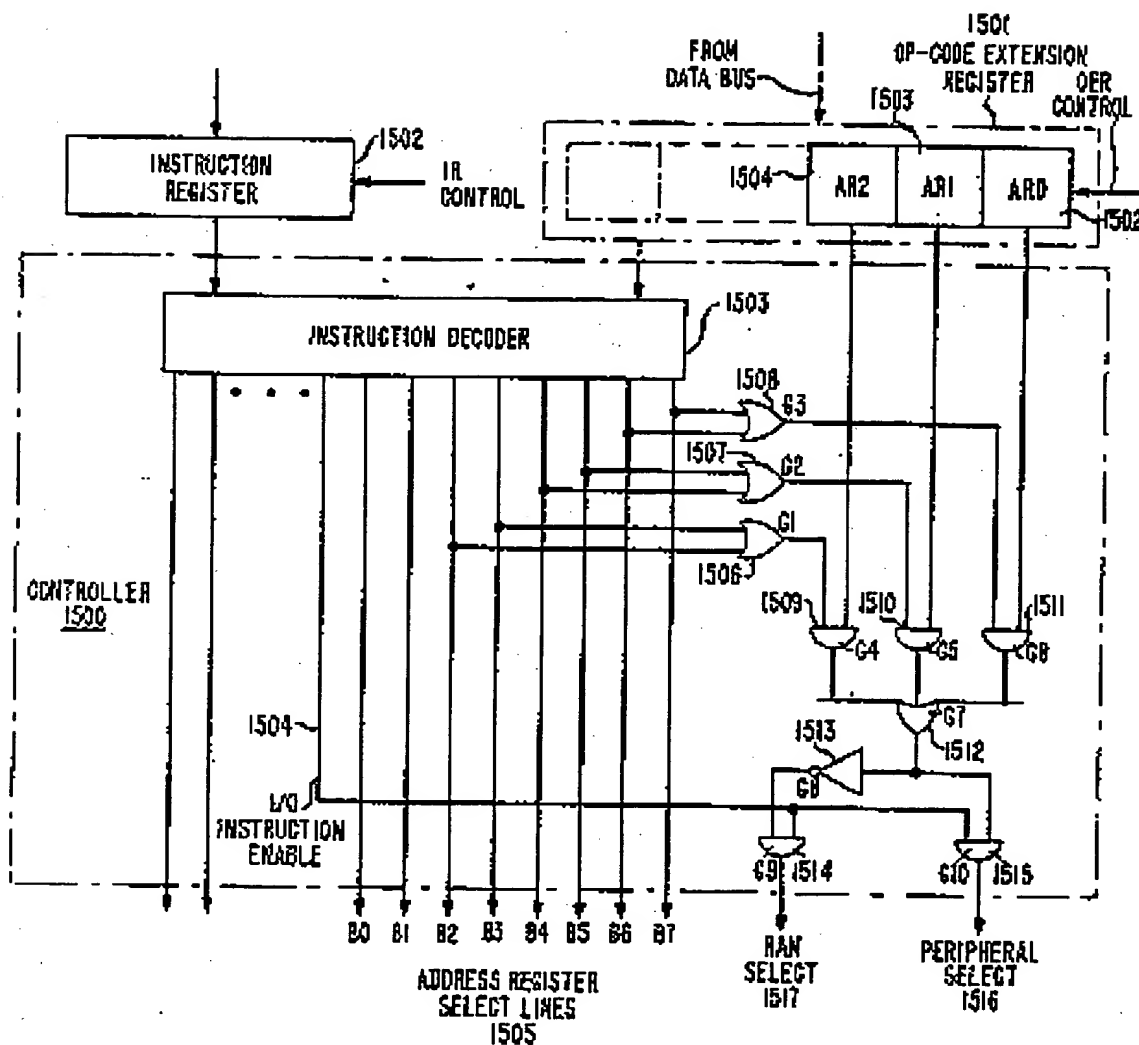 1501
OP-CODE EXTENSION
REGISTER
FROM
DATA BUS
1503
OER
CONTROL
1502
INSTRUCTION
REGISTER
IR
CONTROL
1504
AR2
AR1
AR0
1502
INSTRUCTION DECODER
1503
1508
G3
1507
G2
G1
1506
CONTROLLER
1500
1509
1510
1511
G4
G5
G6
G7
1512
1504
1513
G8
I/O
INSTRUCTION
ENABLE
G9
1514
G10
1515
B0
B1
B2
B3
B4
B5
B6
B7
RAM
SELECT
1517
PERIPHERAL
SELECT
1516
ADDRESS REGISTER
SELECT LINES
1505